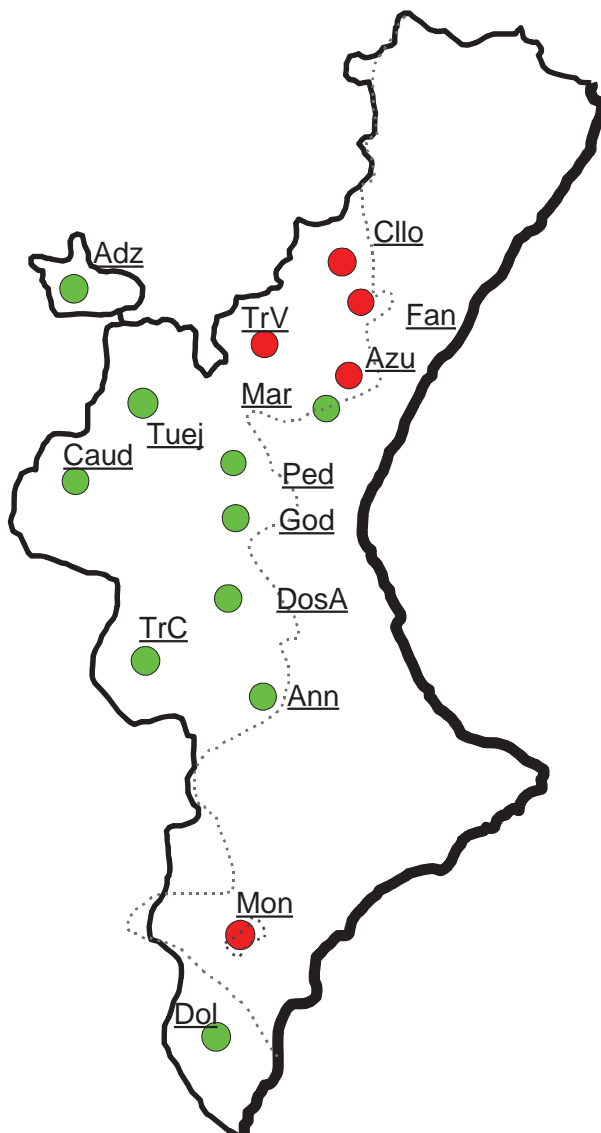 Cllo
Adz
Fan
TrV
Azu
Mar
Tuej
Caud
Ped
God
DosA
TrC
Ann
Mon
Dol